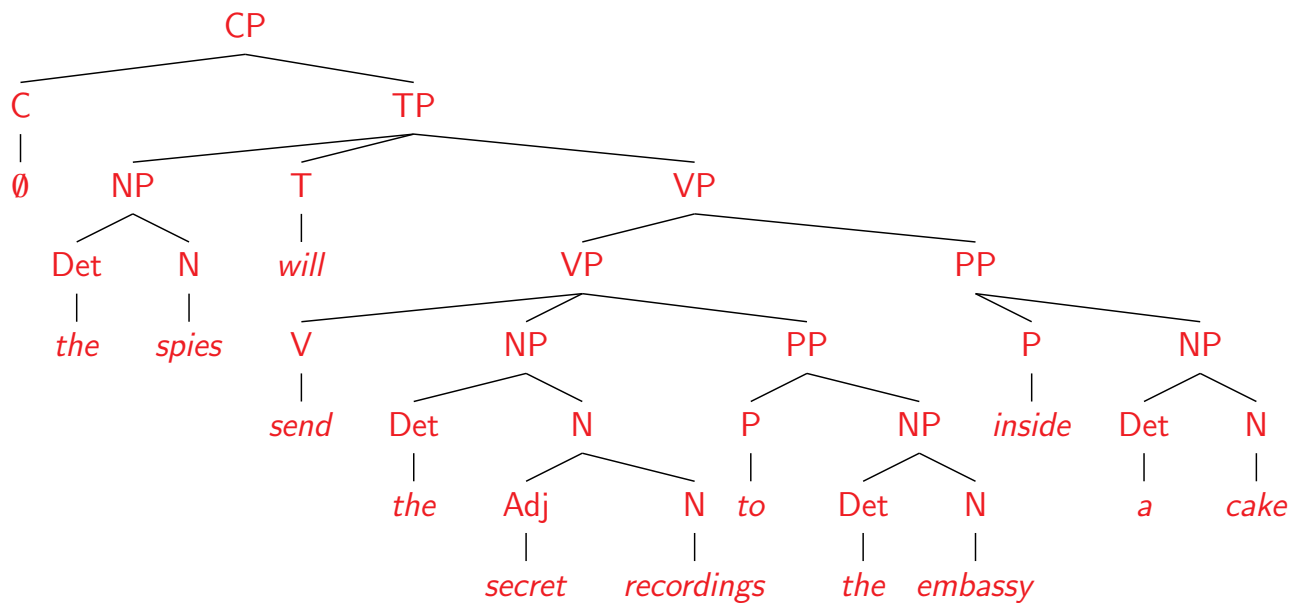 CP
C TP
∅ NP T VP
Det N will VP PP
the spies V NP PP P NP
send Det N P NP inside Det N
the Adj N to Det N a cake
secret recordings the embassy